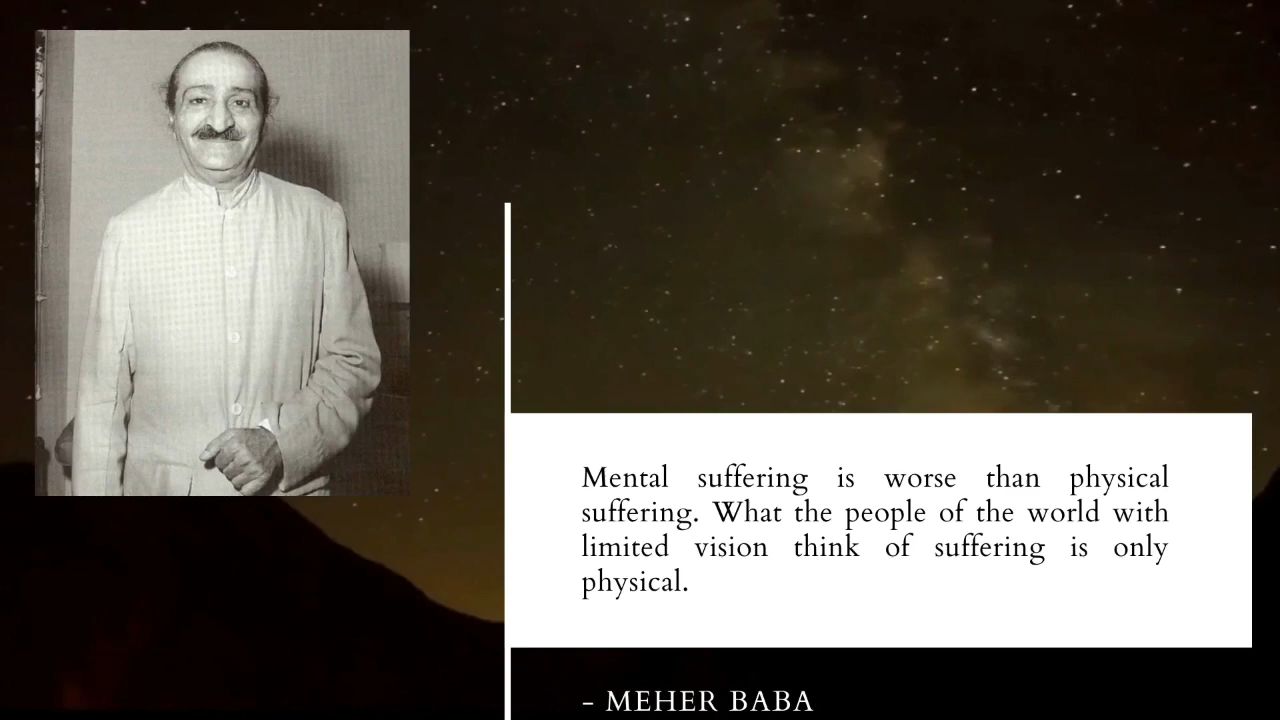 Mental suffering is worse than physical
suffering. What the people of the world with
limited vision think of suffering is only
physical.
- MEHER BABA